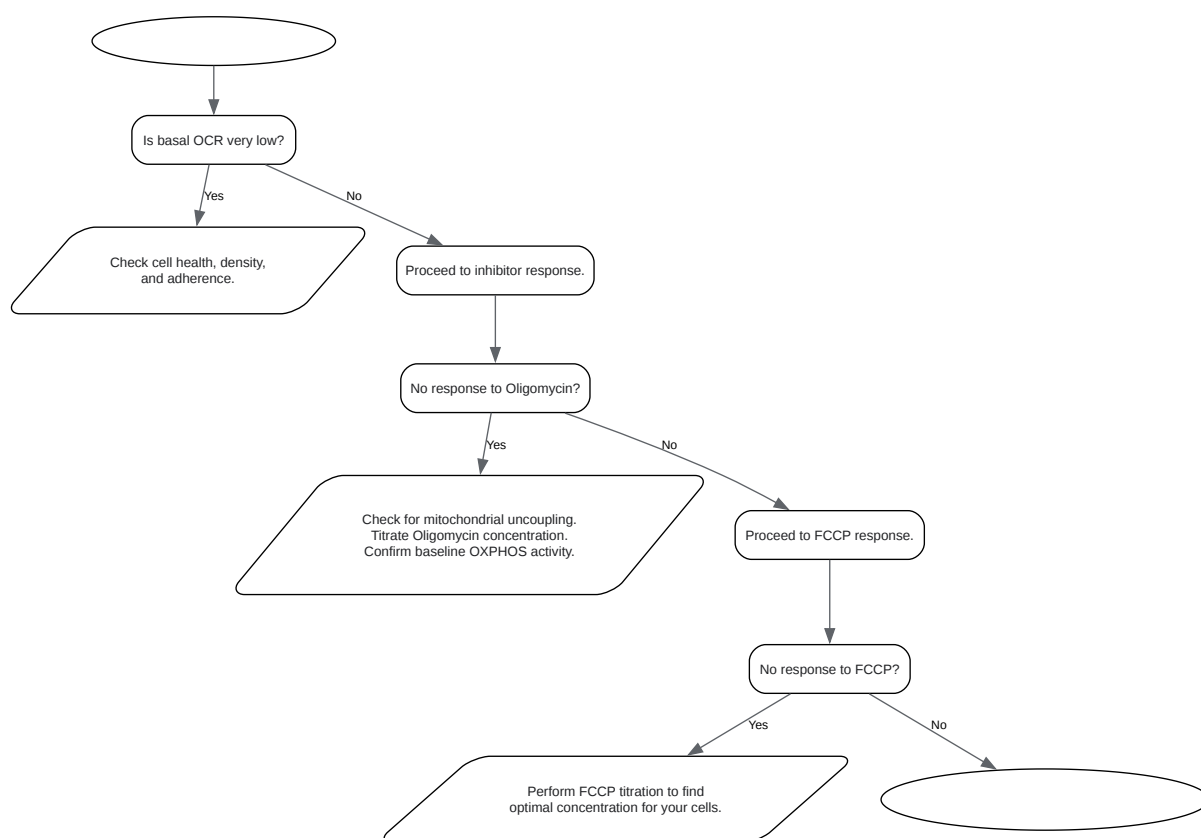 Is basal OCR very low?
Yes
No
Check cell health, density,
and adherence.
Proceed to inhibitor response.
No response to Oligomycin?
Yes
No
Check for mitochondrial uncoupling.
Titrate Oligomycin concentration.
Confirm baseline OXPHOS activity.
Proceed to FCCP response.
No response to FCCP?
Yes
No
Perform FCCP titration to find
optimal concentration for your cells.